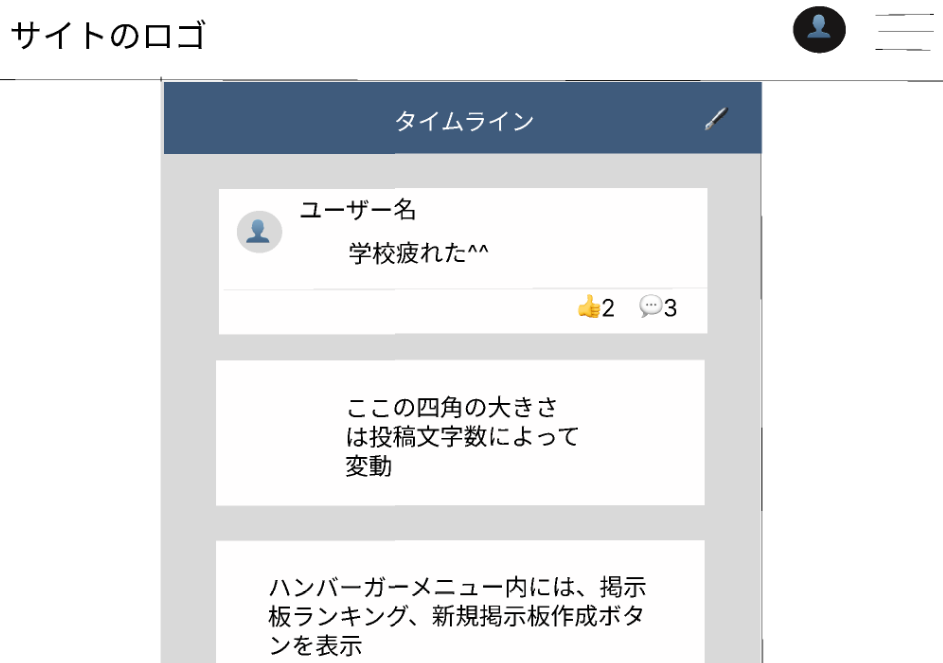 サイトのロゴ
タイムライン
ユーザー名
学校疲れた^^
👍2 💬3
ここの四角の大きさ
は投稿文字数によって
変動
ハンバーガーメニュー内には、掲示
板ランキング、新規掲示板作成ボタ
ンを表示